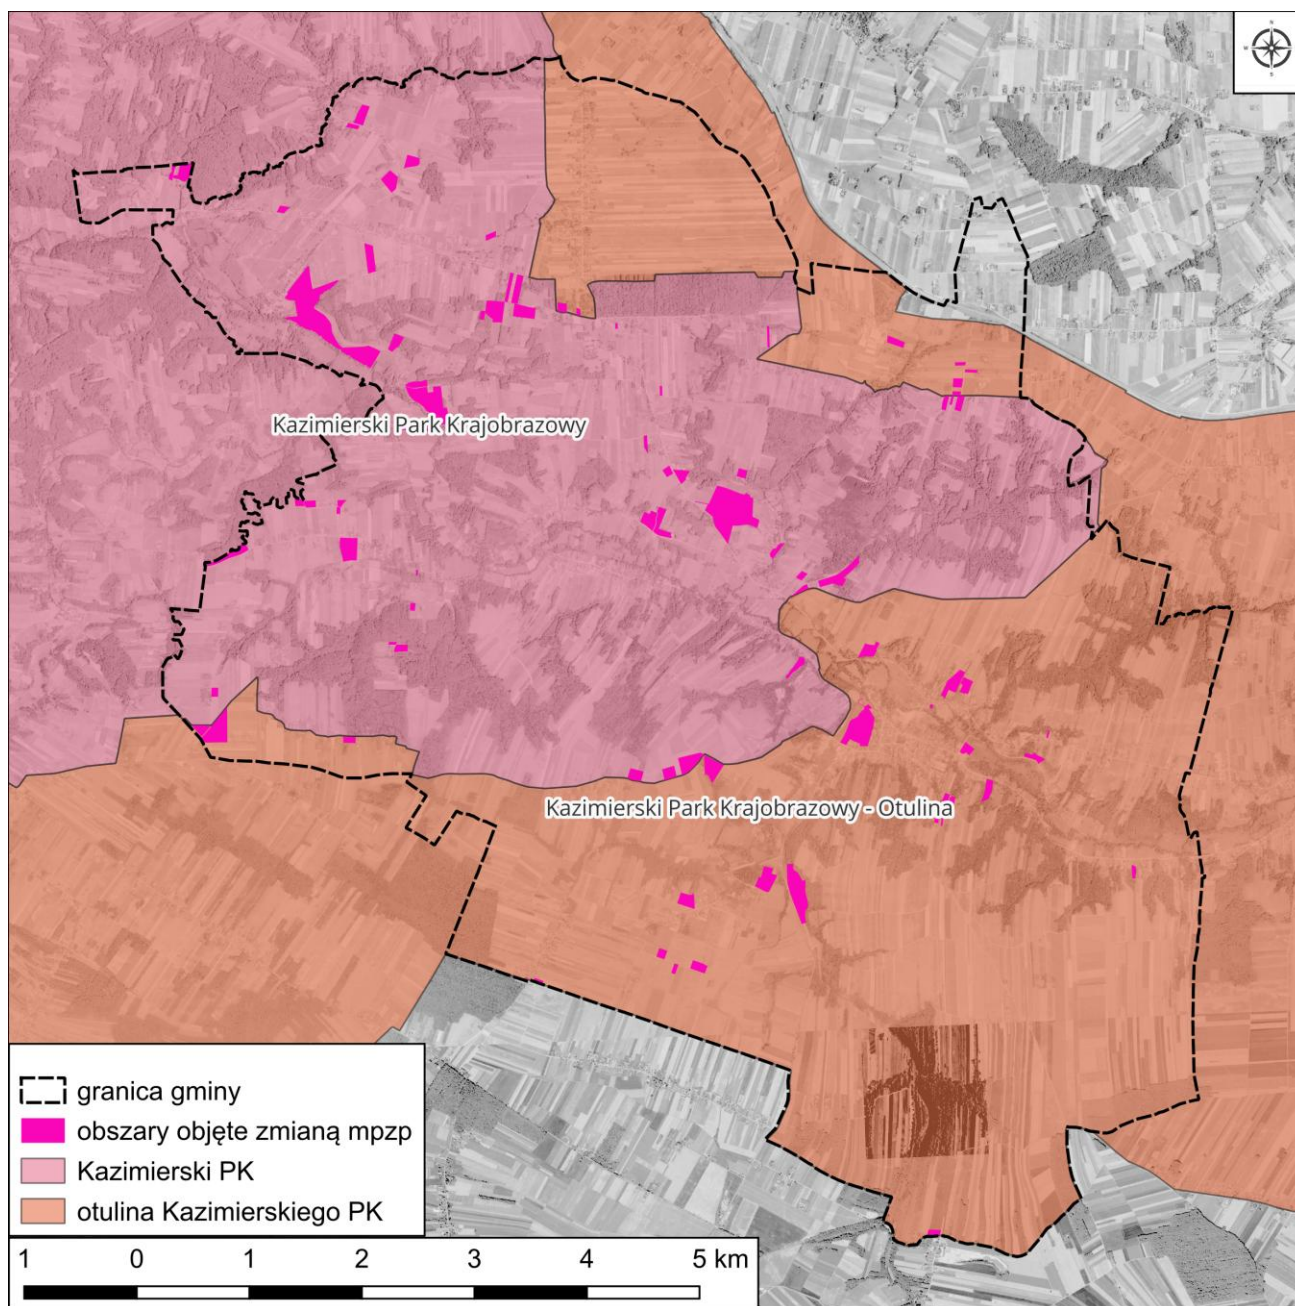 Kazimierski Park Krajobrazowy
Kazimierski Park Krajobrazowy - Otulina
granica gminy
obszary objęte zmianą mpzp
Kazimierski PK
otulina Kazimierskiego PK
1 0 1 2 3 4 5 km